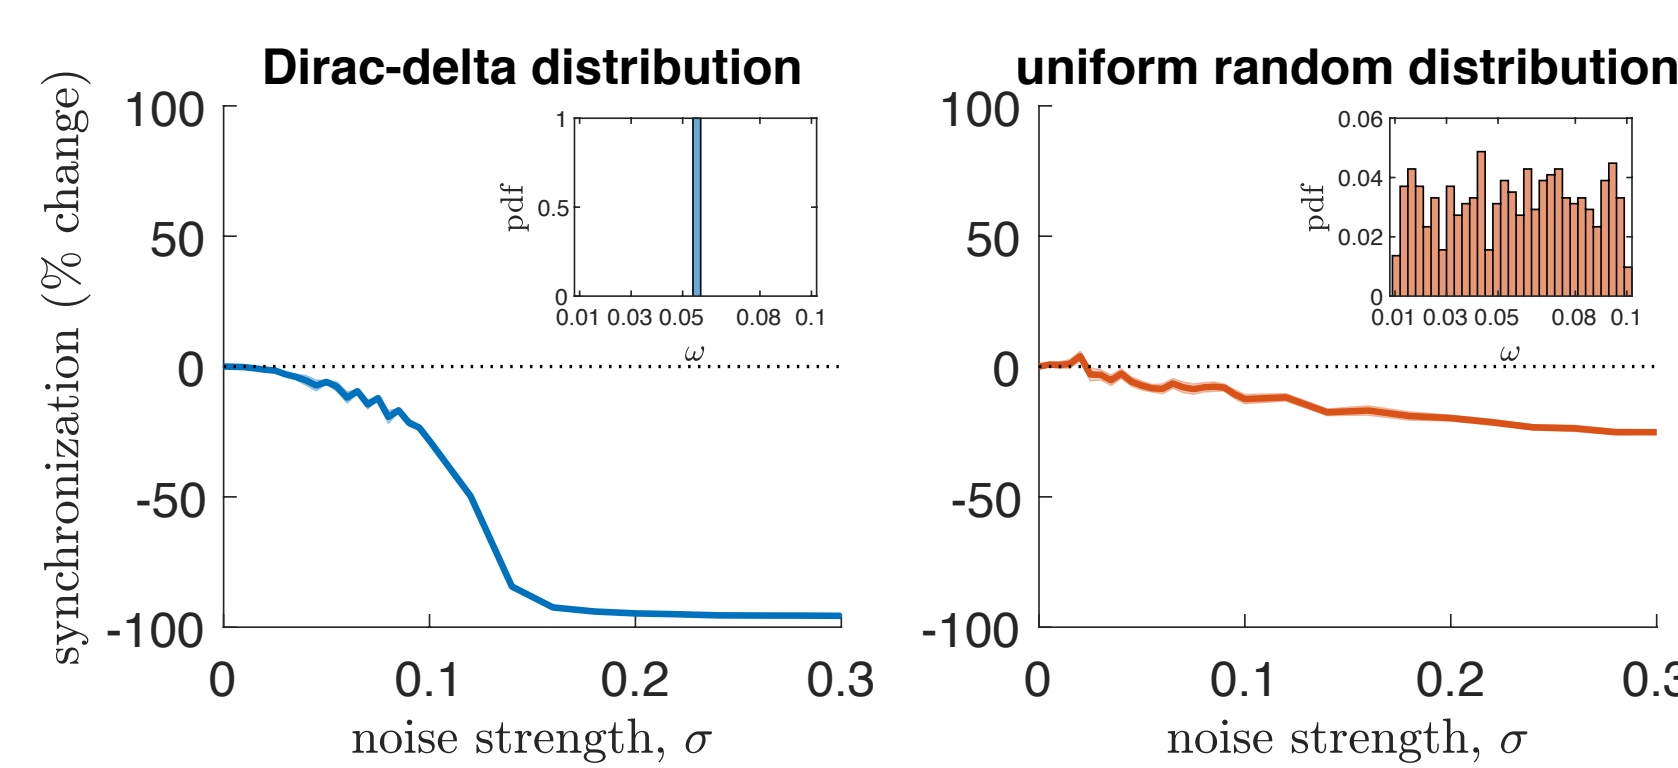 Dirac-delta distribution
synchronization (% change)
100
50
0
-50
-100
0
0.1
0.2
0.3
noise strength, σ
pdf
1
0.5
0
0.01 0.03 0.05 0.08 0.1
ω
uniform random distribution
100
50
0
-50
-100
0
0.1
0.2
0.3
noise strength, σ
pdf
0.06
0.04
0.02
0
0.01 0.03 0.05 0.08 0.1
ω